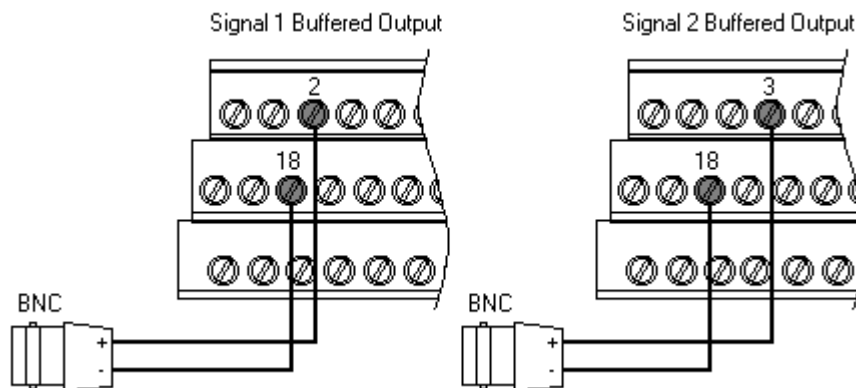 Signal 1 Buffered Output
2
18
BNC
+
-
Signal 2 Buffered Output
3
18
BNC
+
-